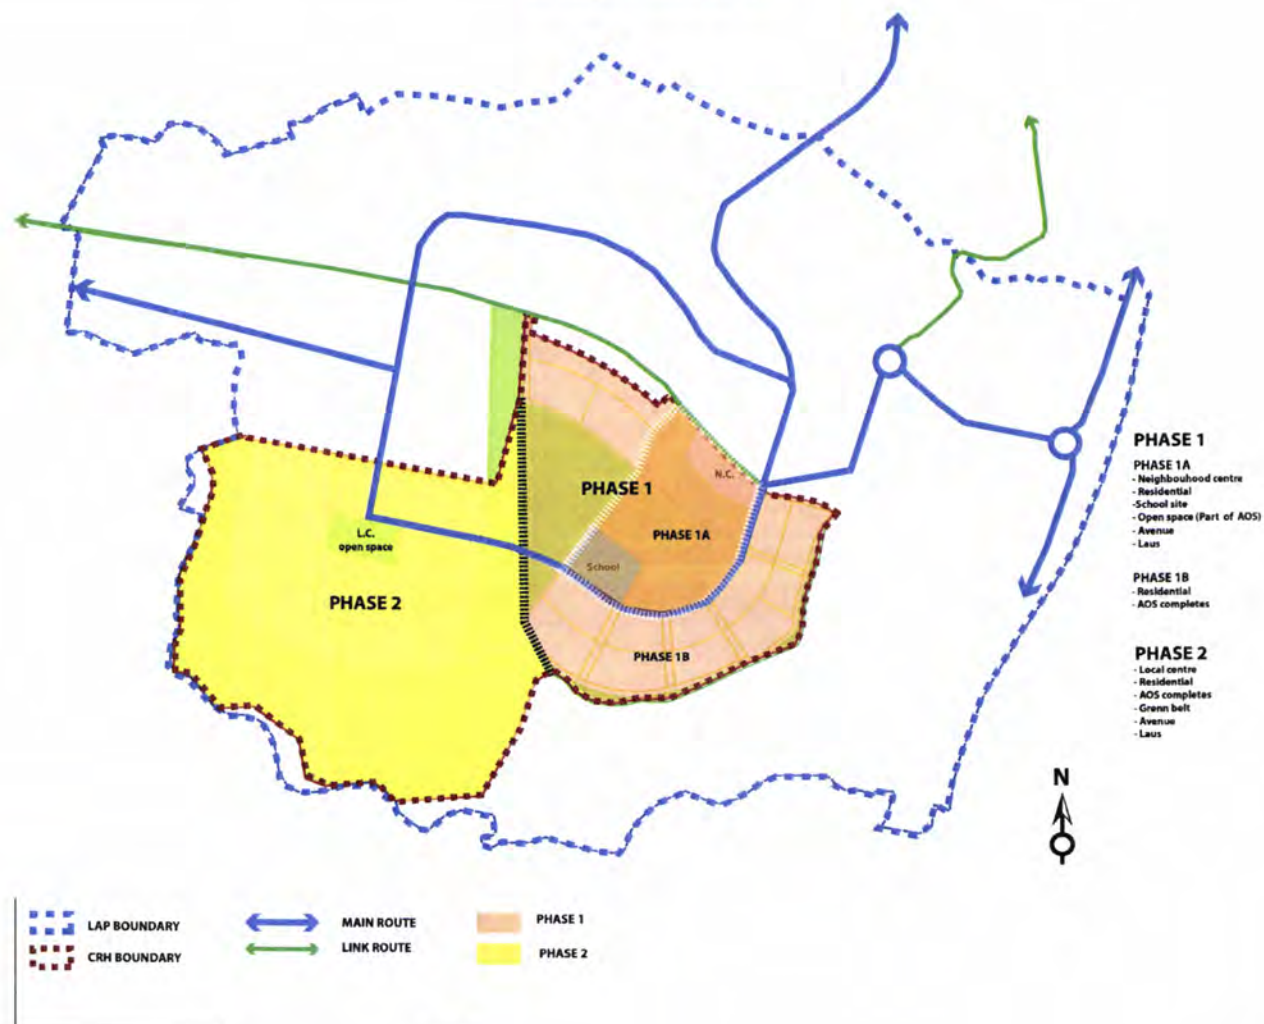 N.C.
PHASE 1
PHASE 1A
L.C.
open space
School
PHASE 2
PHASE 1B
PHASE 1
PHASE 1A
- Neighbouhood centre
- Residential
-School site
- Open space (Part of AOS)
- Avenue
- Laus
PHASE 1B
- Residential
- AOS completes
PHASE 2
- Local centre
- Residential
- AOS completes
- Grenn belt
- Avenue
- Laus
N
LAP BOUNDARY
MAIN ROUTE
PHASE 1
CRH BOUNDARY
LINK ROUTE
PHASE 2